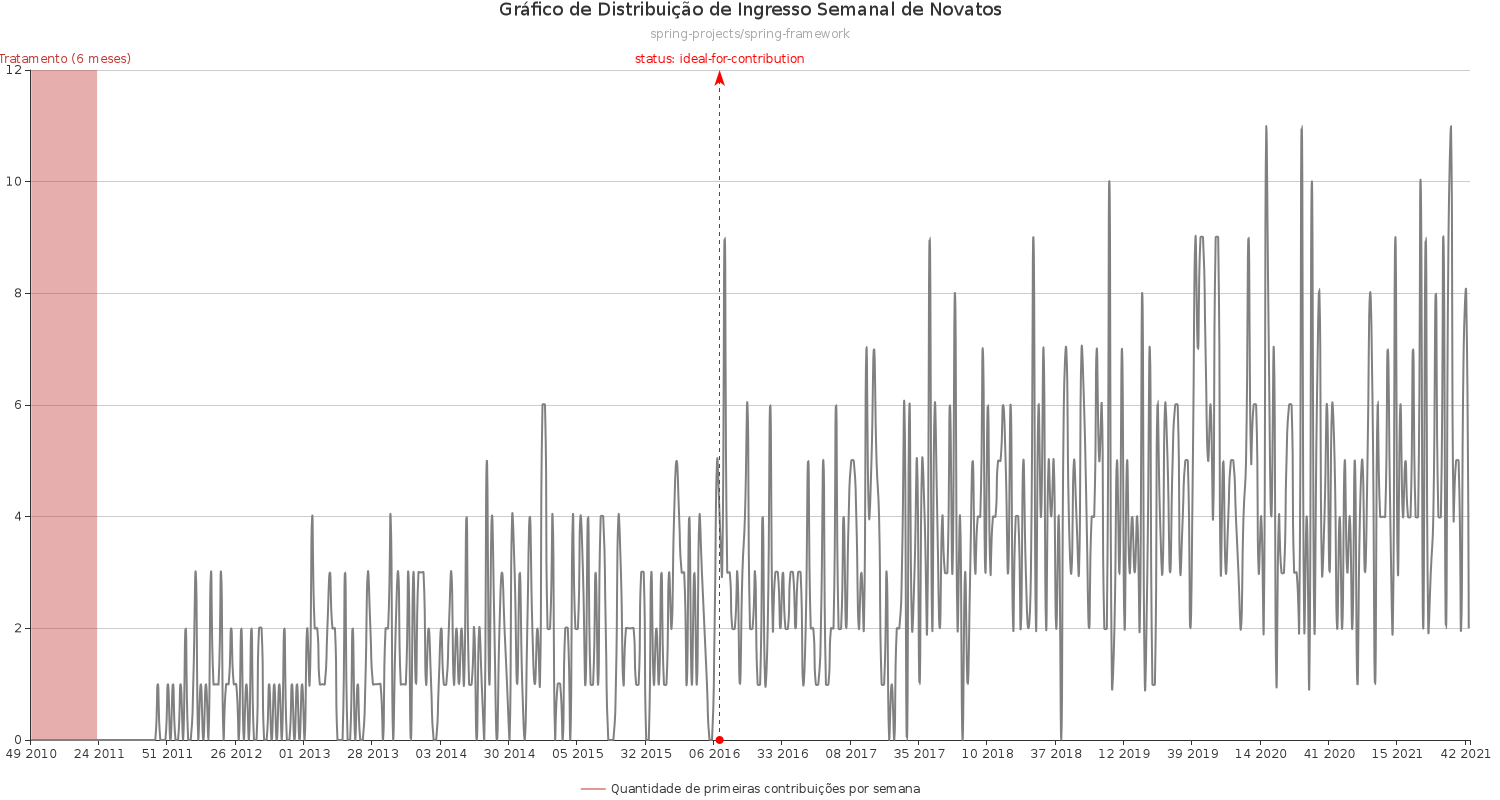 Gráfico de Distribuição de Ingresso Semanal de Novatos
spring-projects/spring-framework
Tratamento (6 meses)
status: ideal-for-contribution
12
10
8
6
4
2
0
49 2010 24 2011 51 2011 26 2012 01 2013 28 2013 03 2014 30 2014 05 2015 32 2015 06 2016 33 2016 08 2017 35 2017 10 2018 37 2018 12 2019 39 2019 14 2020 41 2020 15 2021 42 2021
Quantidade de primeiras contribuições por semana